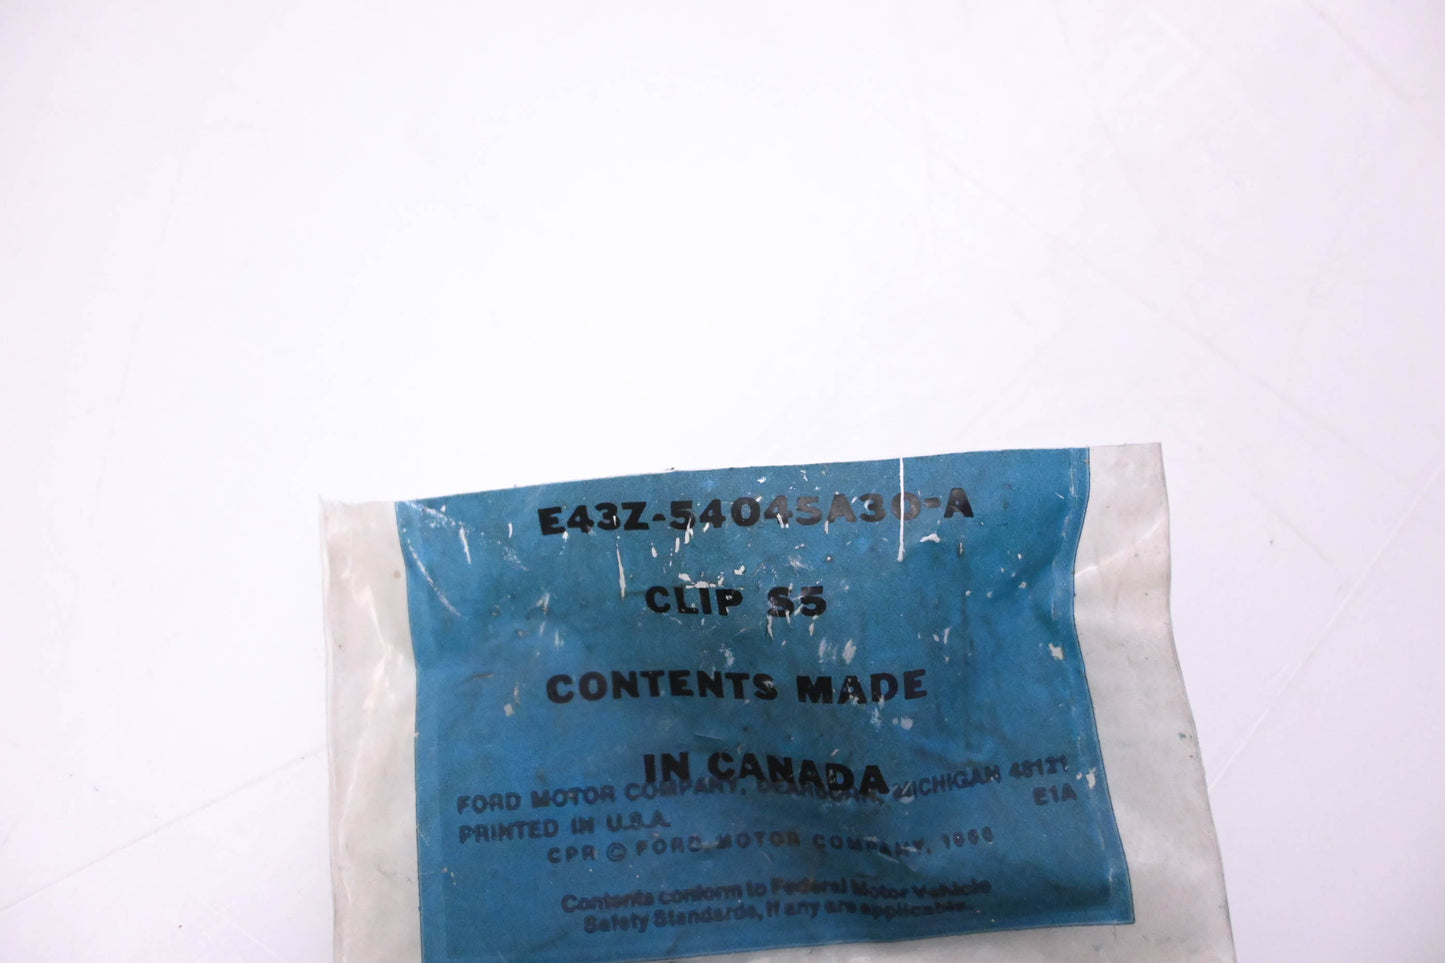 E43Z-54045A30-A
CLIP S5
CONTENTS MADE
IN CANADA
FORD MOTOR COMPANY, DEARBORN, MICHIGAN 48121
PRINTED IN U.S.A. E1A
CPR © FORD MOTOR COMPANY,
Contents conform to Federal Motor Vehicle
Safety Standards, if any are applicable.